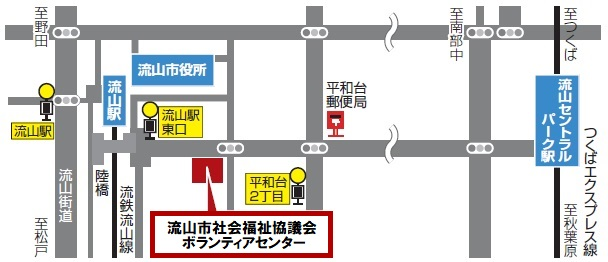 至野田
至南部中
至つくば
流山市役所
流山駅
流山駅
流山駅
東口
平和台
郵便局
流山セントラル
パーク駅
つくばエクスプレス線
流山街道
陸橋
流鉄流山線
平和台
2丁目
至松戸
至秋葉原
流山市社会福祉協議会
ボランティアセンター